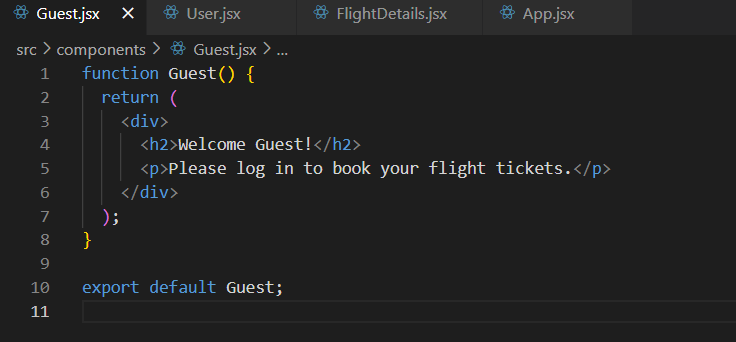 Guest.jsx User.jsx FlightDetails.jsx App.jsx
src > components > Guest.jsx > ...
1 function Guest() {
2   return (
3     <div>
4       <h2>Welcome Guest!</h2>
5       <p>Please log in to book your flight tickets.</p>
6     </div>
7   );
8 }
9
10 export default Guest;
11